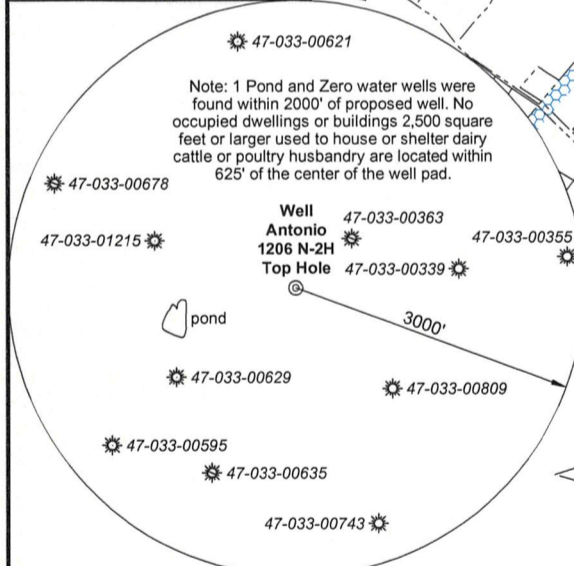 47-033-00621
Note: 1 Pond and Zero water wells were
found within 2000' of proposed well. No
occupied dwellings or buildings 2,500 square
feet or larger used to house or shelter dairy
cattle or poultry husbandry are located within
625' of the center of the well pad.
47-033-00678
Well
Antonio
1206 N-2H
Top Hole
47-033-00363
47-033-00355
47-033-01215
47-033-00339
pond
3000'
47-033-00629
47-033-00809
47-033-00595
47-033-00635
47-033-00743